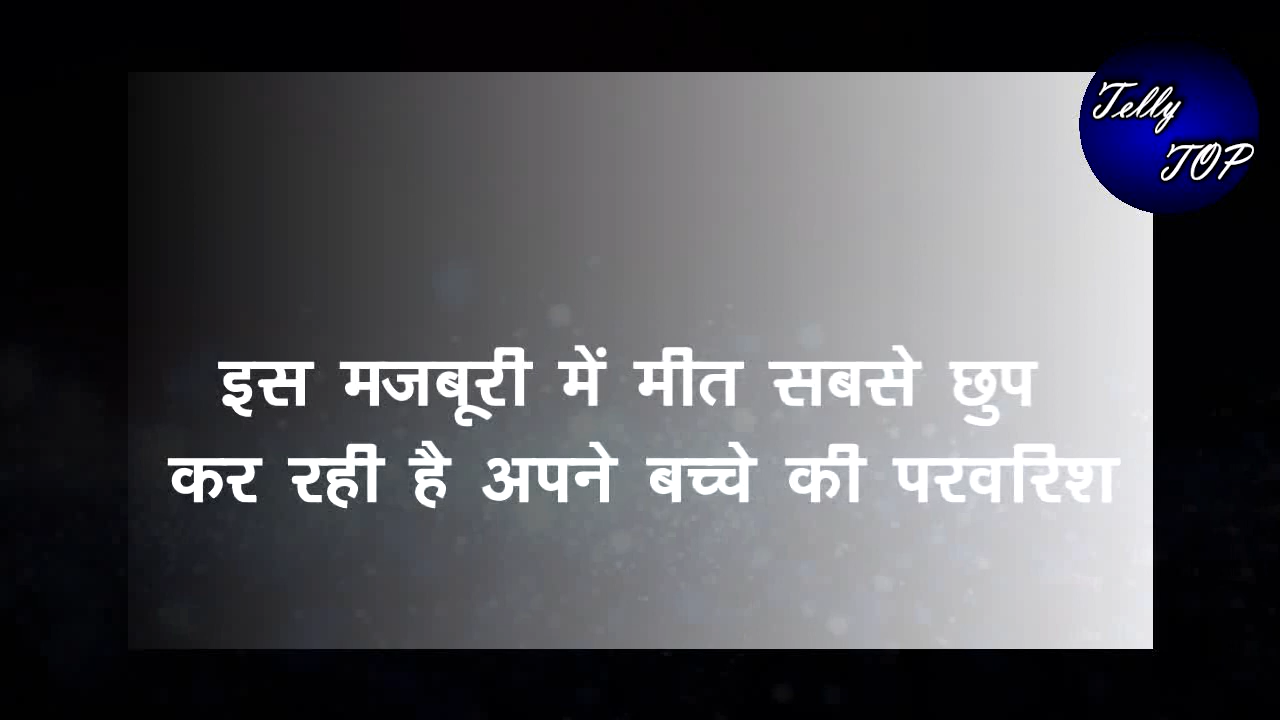 Telly
TOP
इस मजबूरी में मीत सबसे छुप
कर रही है अपने बच्चे की परवरिश